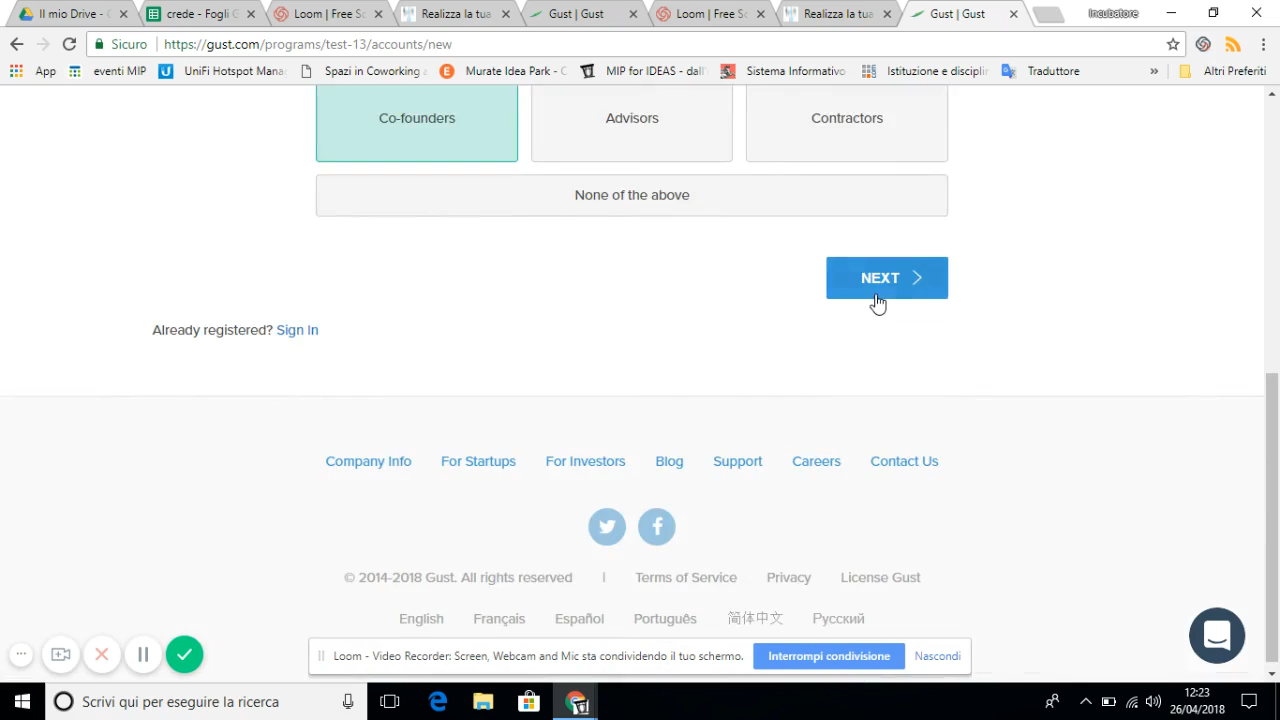 Il mio Drive -
crede - Fogli G
Loom | Free Sc
Realizza la tua
Gust | Gust
Loom | Free Sc
Realizza la tua
Gust | Gust
Incubatore
Sicuro
https://gust.com/programs/test-13/accounts/new
App
eventi MIP
UniFi Hotspot Mana
Spazi in Coworking a
Murate Idea Park - C
MIP for IDEAS - dall'
Sistema Informativo
Istituzione e disciplin
Traduttore
»
Altri Preferiti
Co-founders
Advisors
Contractors
None of the above
NEXT
Already registered? Sign In
Company Info
For Startups
For Investors
Blog
Support
Careers
Contact Us
© 2014-2018 Gust. All rights reserved | Terms of Service Privacy License Gust
English Français Español Português 简体中文 Русский
Loom - Video Recorder: Screen, Webcam and Mic sta condividendo il tuo schermo.
Interrompi condivisione
Nascondi
Scrivi qui per eseguire la ricerca
12:23
26/04/2018